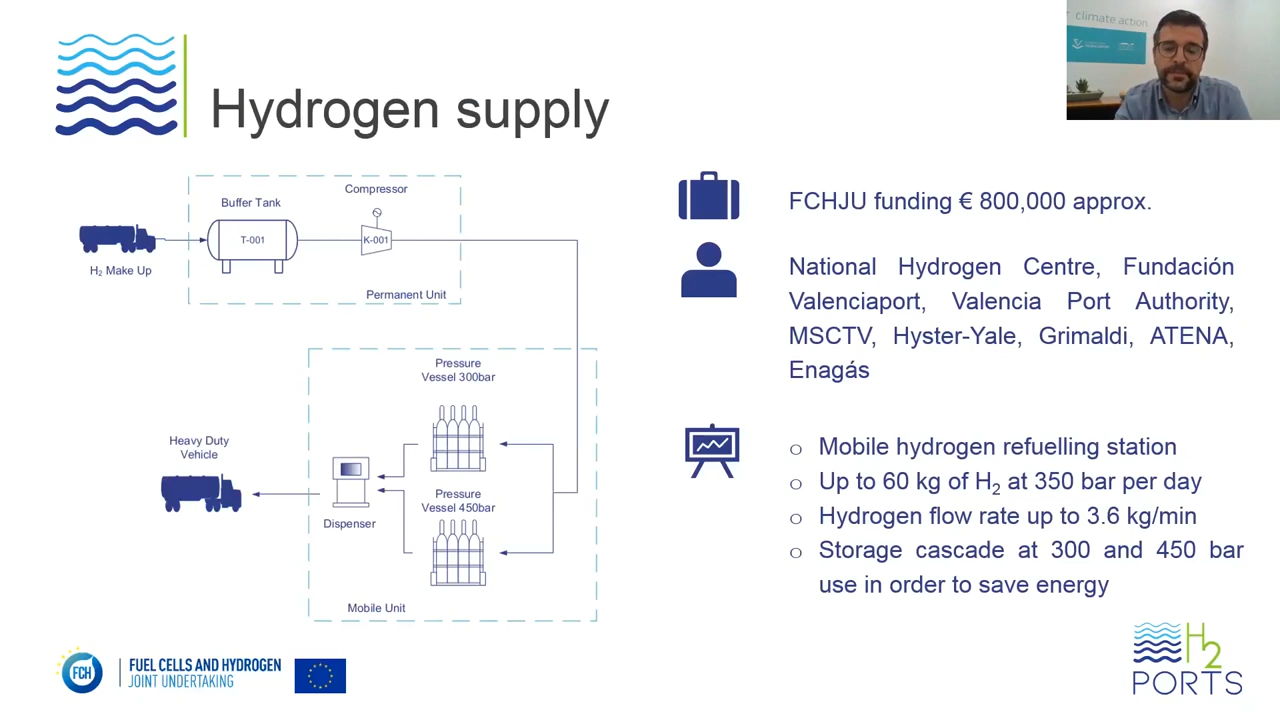 climate action
Hydrogen supply
Compressor
Buffer Tank
T-001
K-001
H₂ Make Up
Permanent Unit
Pressure
Vessel 300bar
Heavy Duty
Vehicle
Pressure
Vessel 450bar
Dispenser
Mobile Unit
FCHJU funding € 800,000 approx.
National Hydrogen Centre, Fundación
Valenciaport, Valencia Port Authority,
MSCTV, Hyster-Yale, Grimaldi, ATENA,
Enagás
o Mobile hydrogen refuelling station
o Up to 60 kg of H₂ at 350 bar per day
o Hydrogen flow rate up to 3.6 kg/min
o Storage cascade at 300 and 450 bar
use in order to save energy
FCH
FUEL CELLS AND HYDROGEN
JOINT UNDERTAKING
H2
PORTS